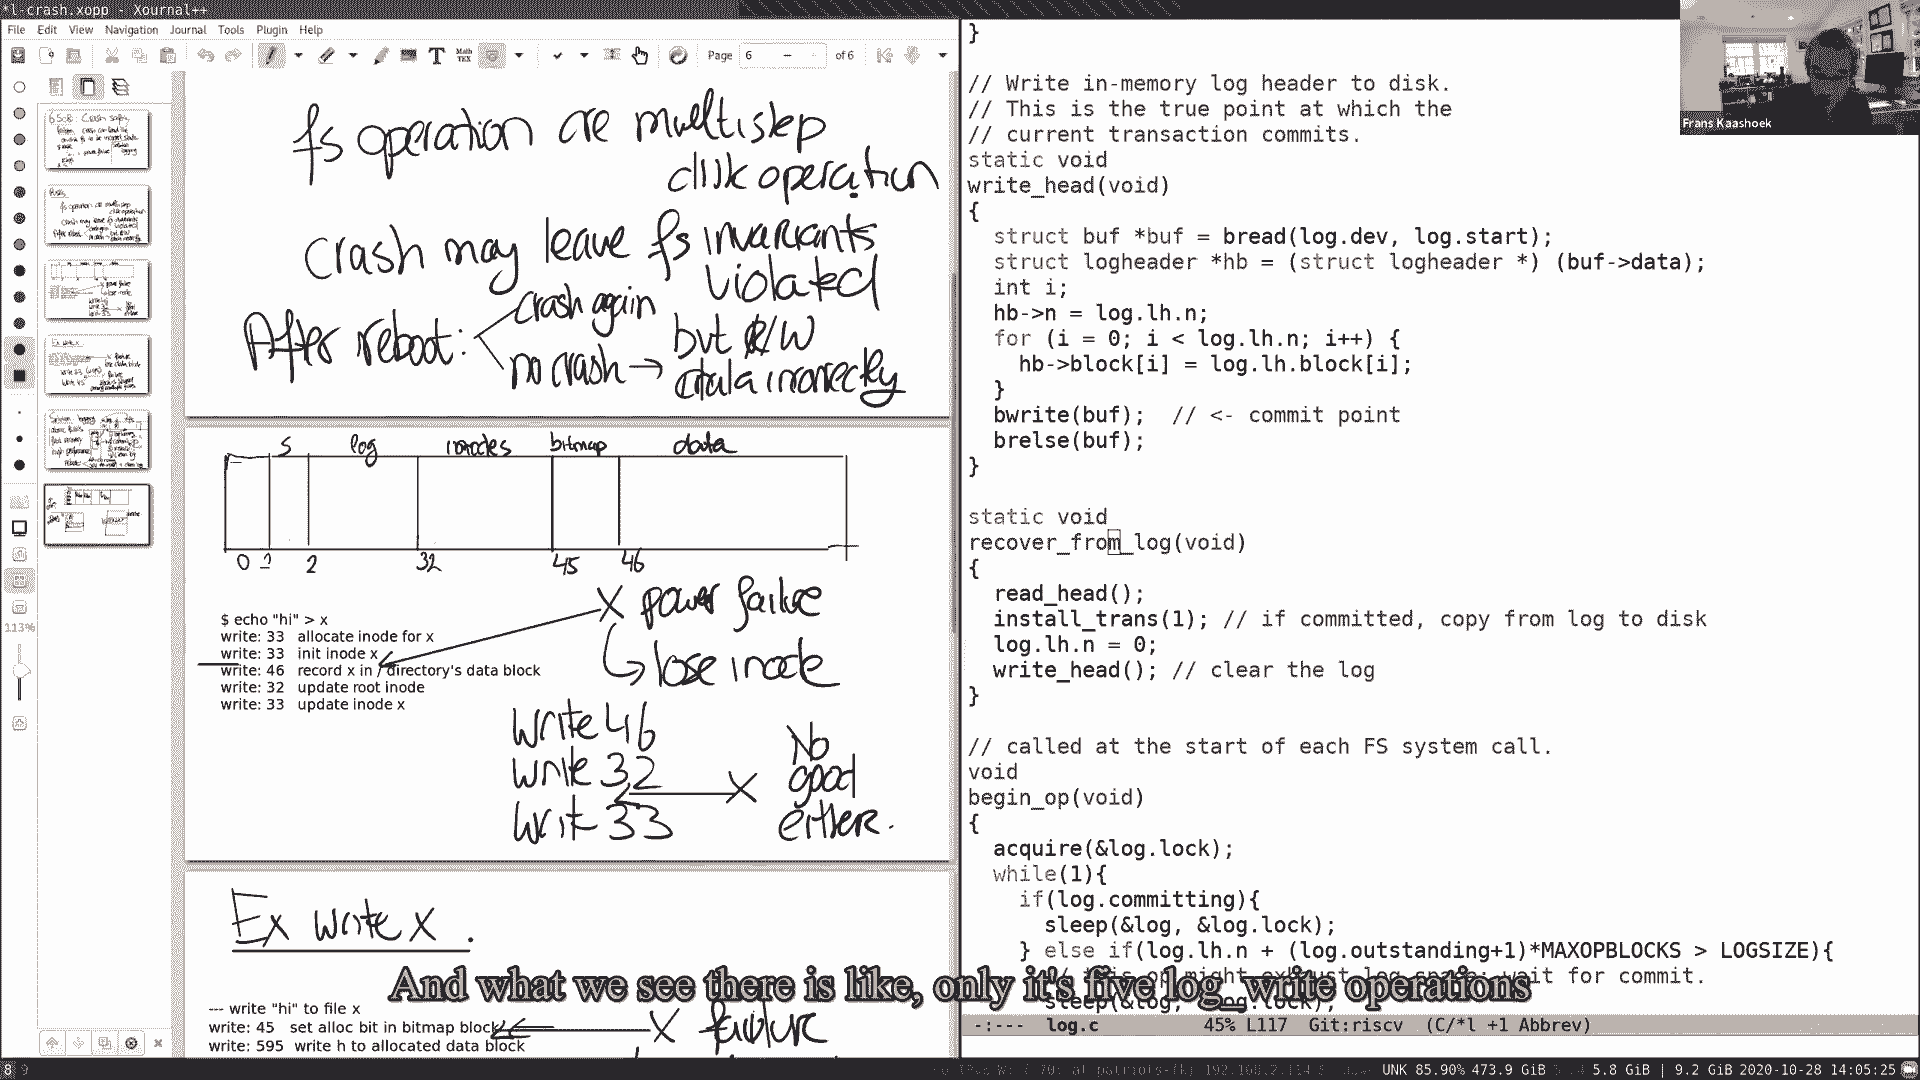 *l-crash.xopp - Xournal++
File Edit View Navigation Journal Tools Plugin Help
Page 6 of 6
113%
fs operation are multistep
disk operation
crash may leave fs invariants
violated
After reboot:
crash again
no crash → but R/W
data incorrectly
s log inodes bitmap data
0 1 2 32 45 46
$ echo "hi" > x
write: 33 allocate inode for x
write: 33 init inode x
write: 46 record x in / directory's data block
write: 32 update root inode
write: 33 update inode x
X power failure
lose inode
write 46
write 32
write 33
X No
good
either.
Ex write x.
--- write "hi" to file x
write: 45 set alloc bit in bitmap block
write: 595 write h to allocated data block
X failure
}
// Write in-memory log header to disk.
// This is the true point at which the
// current transaction commits.
static void
write_head(void)
{
struct buf *buf = bread(log.dev, log.start);
struct logheader *hb = (struct logheader *) (buf->data);
int i;
hb->n = log.lh.n;
for (i = 0; i < log.lh.n; i++) {
hb->block[i] = log.lh.block[i];
}
bwrite(buf); // <- commit point
brelse(buf);
}
static void
recover_from_log(void)
{
read_head();
install_trans(1); // if committed, copy from log to disk
log.lh.n = 0;
write_head(); // clear the log
}
// called at the start of each FS system call.
void
begin_op(void)
{
acquire(&log.lock);
while(1){
if(log.committing){
sleep(&log, &log.lock);
} else if(log.lh.n + (log.outstanding+1)*MAXOPBLOCKS > LOGSIZE){
// this op might exhaust log space; wait for commit.
sleep(&log, &log.lock);
-:--- log.c 45% L117 Git:riscv (C/*l +1 Abbrev)
Frans Kaashoek
And what we see there is like, only it's five log_write operations
8 9
UNK 85.90% 473.9 GiB 5.8 GiB | 9.2 GiB 2020-10-28 14:05:25